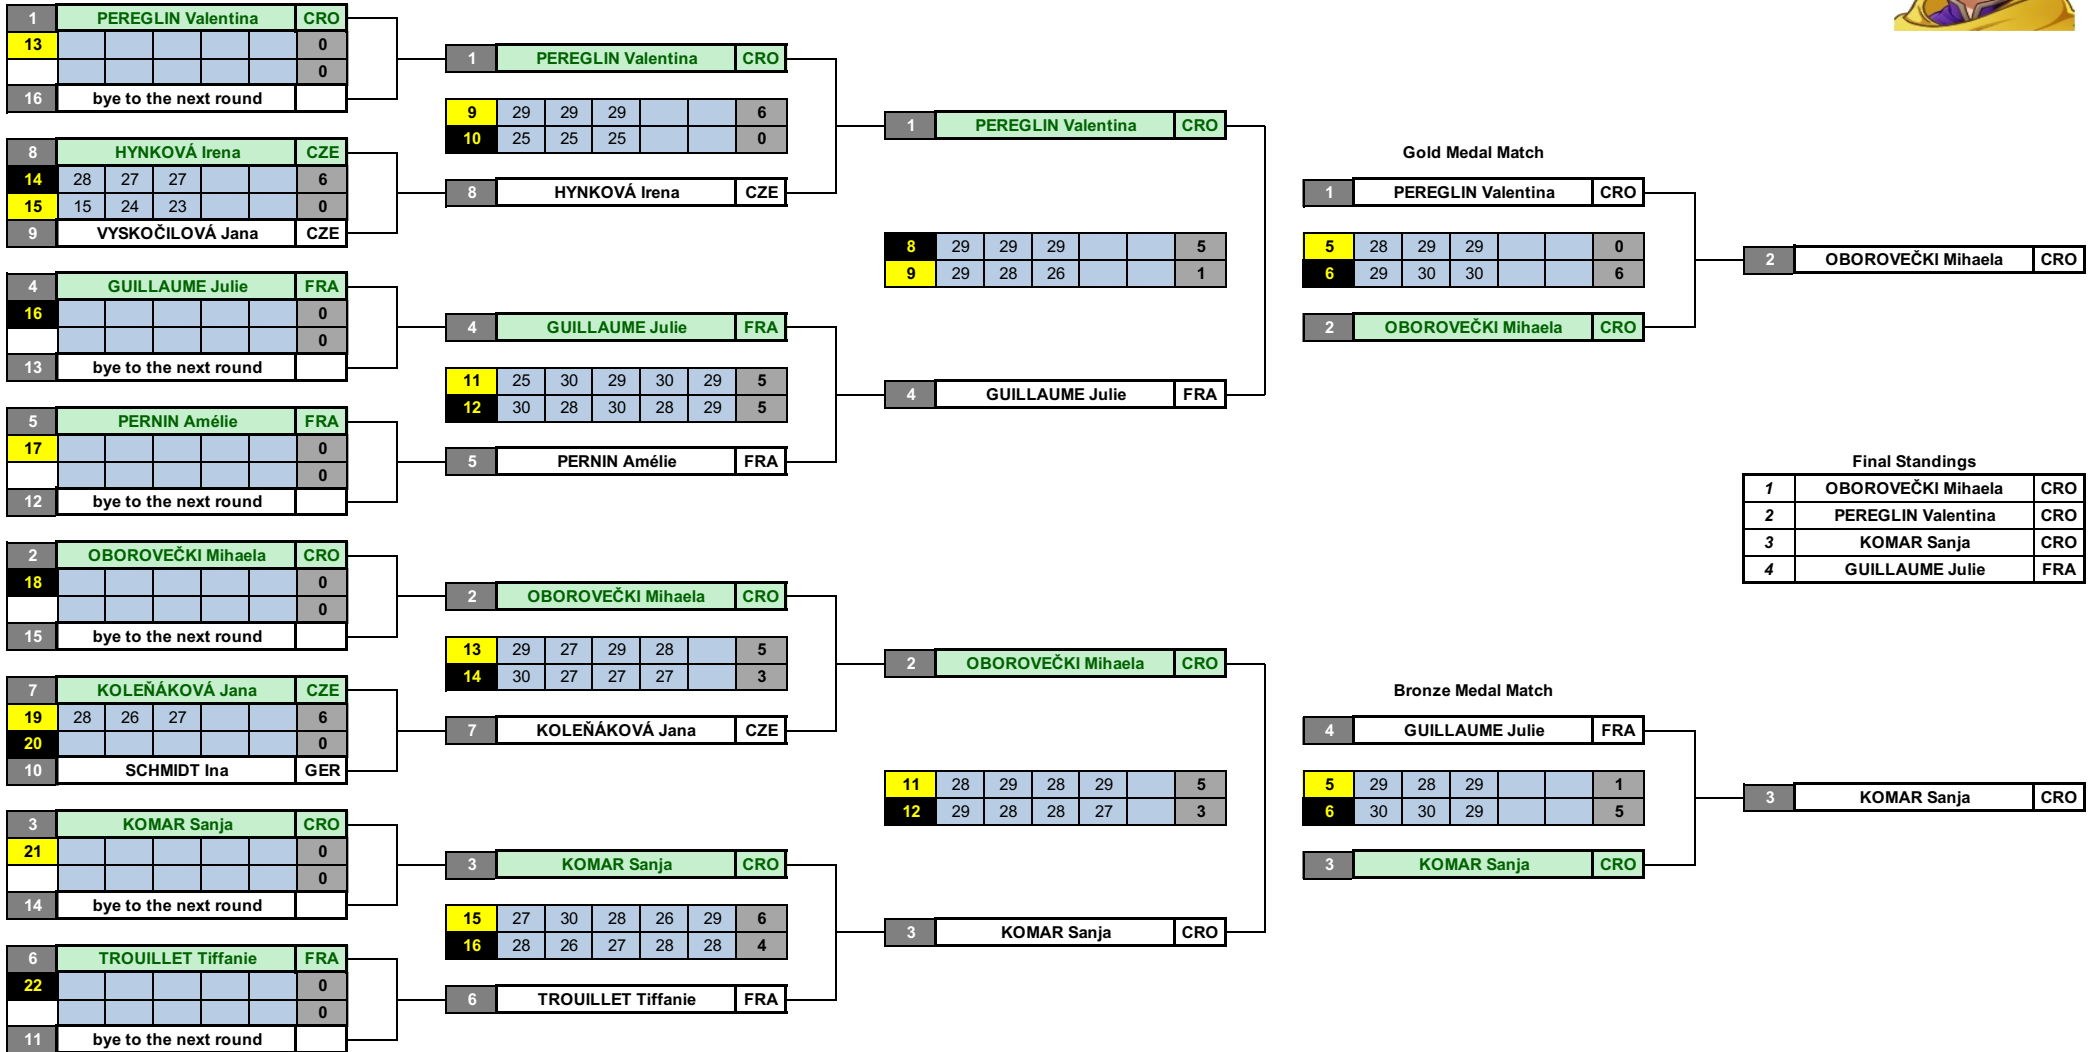 1 PEREGLIN Valentina CRO
13 0
0
16 bye to the next round
8 HYNKOVÁ Irena CZE
14 28 27 27 6
15 15 24 23 0
9 VYSKOČILOVÁ Jana CZE
4 GUILLAUME Julie FRA
16 0
0
13 bye to the next round
5 PERNIN Amélie FRA
17 0
0
12 bye to the next round
2 OBOROVEČKI Mihaela CRO
18 0
0
15 bye to the next round
7 KOLEŇÁKOVÁ Jana CZE
19 28 26 27 6
20 0
10 SCHMIDT Ina GER
3 KOMAR Sanja CRO
21 0
0
14 bye to the next round
6 TROUILLET Tiffanie FRA
22 0
0
11 bye to the next round
1 PEREGLIN Valentina CRO
9 29 29 29 6
10 25 25 25 0
8 HYNKOVÁ Irena CZE
4 GUILLAUME Julie FRA
11 25 30 29 30 29 5
12 30 28 30 28 29 5
5 PERNIN Amélie FRA
2 OBOROVEČKI Mihaela CRO
13 29 27 29 28 5
14 30 27 27 27 3
7 KOLEŇÁKOVÁ Jana CZE
3 KOMAR Sanja CRO
15 27 30 28 26 29 6
16 28 26 27 28 28 4
6 TROUILLET Tiffanie FRA
1 PEREGLIN Valentina CRO
8 29 29 29 5
9 29 28 26 1
4 GUILLAUME Julie FRA
2 OBOROVEČKI Mihaela CRO
11 28 29 28 29 5
12 29 28 28 27 3
3 KOMAR Sanja CRO
Gold Medal Match
1 PEREGLIN Valentina CRO
5 28 29 29 0
6 29 30 30 6
2 OBOROVEČKI Mihaela CRO
Bronze Medal Match
4 GUILLAUME Julie FRA
5 29 28 29 1
6 30 30 29 5
3 KOMAR Sanja CRO
2 OBOROVEČKI Mihaela CRO
Final Standings
1 OBOROVEČKI Mihaela CRO
2 PEREGLIN Valentina CRO
3 KOMAR Sanja CRO
4 GUILLAUME Julie FRA
3 KOMAR Sanja CRO